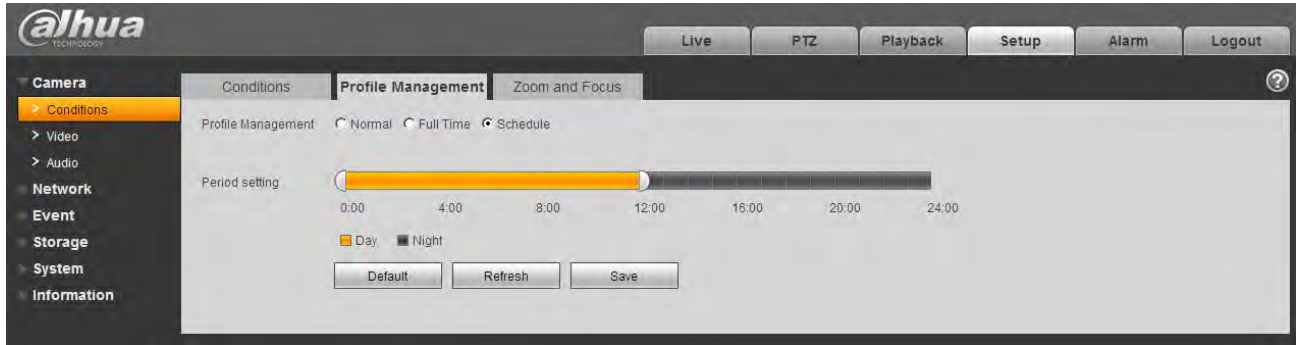 alhua
TECHNOLOGY
Live PTZ Playback Setup Alarm Logout
Camera
> Conditions
> Video
> Audio
Network
Event
Storage
System
Information
Conditions Profile Management Zoom and Focus ?
Profile Management Normal Full Time Schedule
Period setting
0:00 4:00 8:00 12:00 16:00 20:00 24:00
Day Night
Default Refresh Save